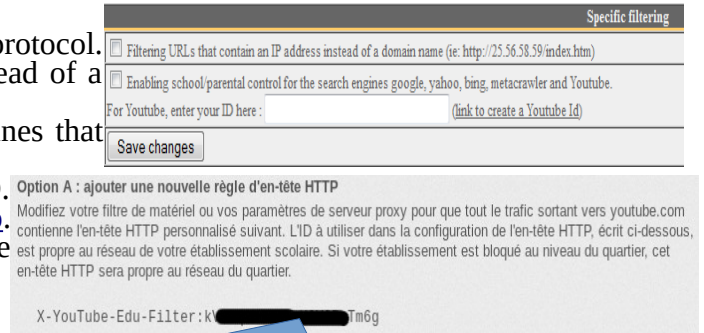 Specific filtering
protocol.
Filtering URLs that contain an IP address instead of a domain name (ie: http://25.56.58.59/index.htm)
ead of a
Enabling school/parental control for the search engines google, yahoo, bing, metacrawler and Youtube.
For Youtube, enter your ID here : (link to create a Youtube Id)
nes that
Save changes
Option A : ajouter une nouvelle règle d'en-tête HTTP
Modifiez votre filtre de matériel ou vos paramètres de serveur proxy pour que tout le trafic sortant vers youtube.com
contienne l'en-tête HTTP personnalisé suivant. L'ID à utiliser dans la configuration de l'en-tête HTTP, écrit ci-dessous,
est propre au réseau de votre établissement scolaire. Si votre établissement est bloqué au niveau du quartier, cet
en-tête HTTP sera propre au réseau du quartier.
X-YouTube-Edu-Filter:k Tm6g